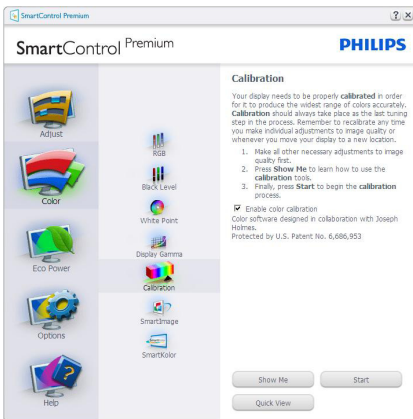 SmartControl Premium
SmartControl Premium
PHILIPS
Adjust
Color
Eco Power
Options
Help
RGB
Black Level
White Point
Display Gamma
Calibration
SmartImage
SmartKolor
Calibration
Your display needs to be properly calibrated in order
for it to produce the widest range of colors accurately.
Calibration should always take place as the last tuning
step in the process. Remember to recalibrate any time
you make individual adjustments to image quality or
whenever you move your display to a new location.
1. Make all other necessary adjustments to image
quality first.
2. Press Show Me to learn how to use the
calibration tools.
3. Finally, press Start to begin the calibration
process.
Enable color calibration
Color software designed in collaboration with Joseph
Holmes.
Protected by U.S. Patent No. 6,686,953
Show Me
Start
Quick View